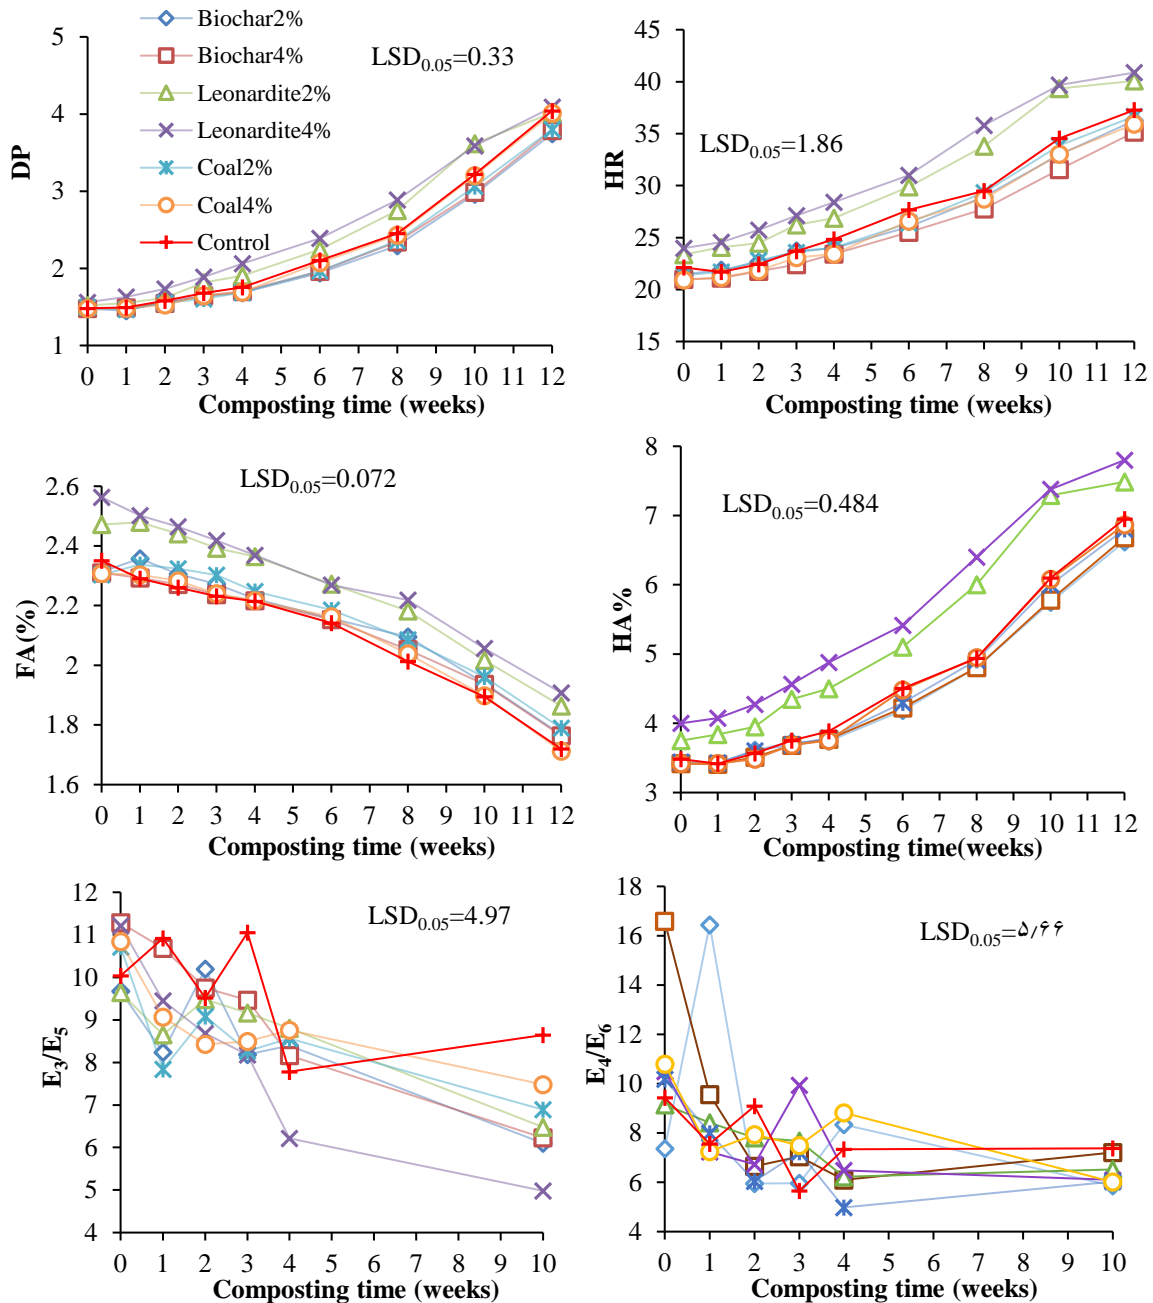 Biochar2%
Biochar4%
Leonardite2%
Leonardite4%
Coal2%
Coal4%
Control
LSD0.05=0.33
DP
5
4
3
2
1
0 1 2 3 4 5 6 7 8 9 10 11 12
Composting time (weeks)
LSD0.05=1.86
HR
45
40
35
30
25
20
15
0 1 2 3 4 5 6 7 8 9 10 11 12
Composting time (weeks)
LSD0.05=0.072
FA(%)
2.6
2.4
2.2
2
1.8
1.6
0 1 2 3 4 5 6 7 8 9 10 11 12
Composting time (weeks)
LSD0.05=0.484
HA%
8
7
6
5
4
3
0 1 2 3 4 5 6 7 8 9 10 11 12
Composting time(weeks)
LSD0.05=4.97
E3/E5
12
11
10
9
8
7
6
5
4
0 1 2 3 4 5 6 7 8 9 10
Composting time (weeks)
LSD0.05=۵٫۶۶
E4/E6
18
16
14
12
10
8
6
4
0 1 2 3 4 5 6 7 8 9 10
Composting time (weeks)